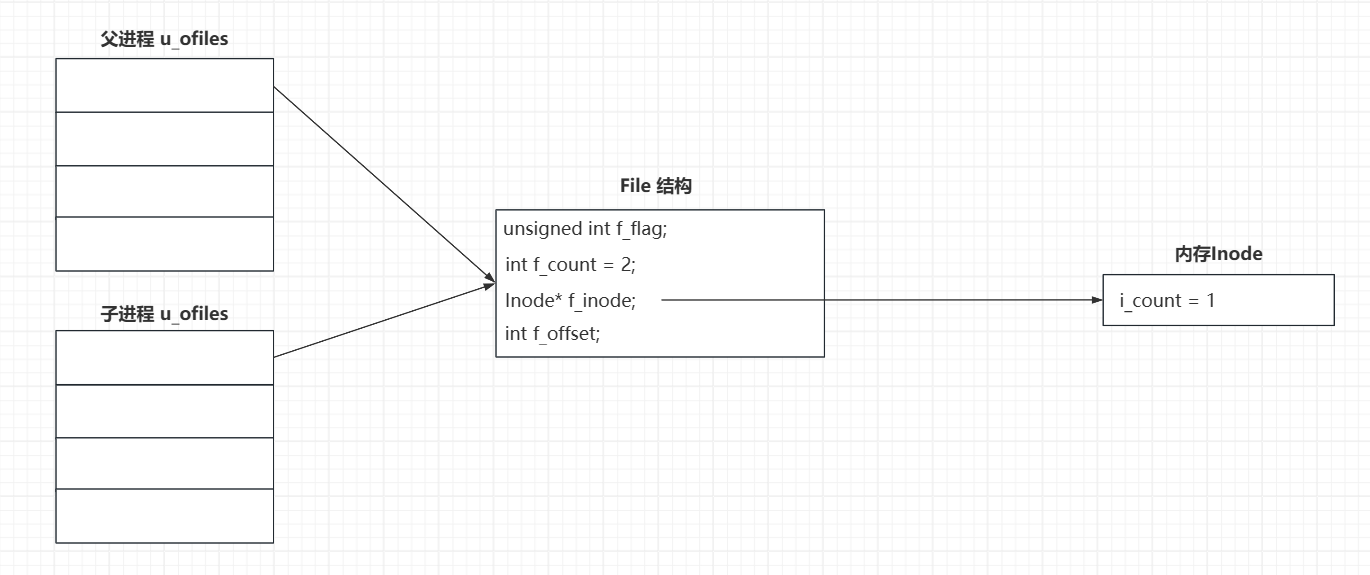 父进程 u_ofiles
子进程 u_ofiles
File 结构
unsigned int f_flag;
int f_count = 2;
Inode* f_inode;
int f_offset;
内存Inode
i_count = 1